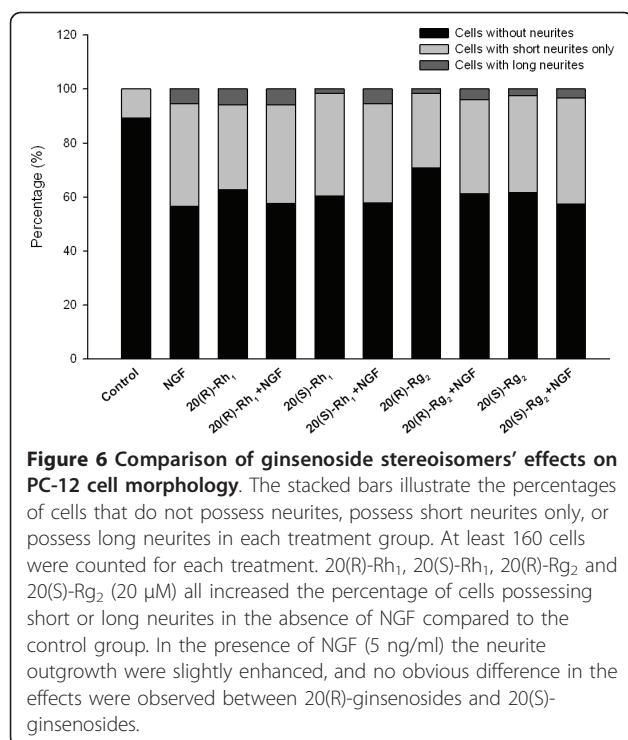 120
100
80
60
40
20
0
Percentage (%)
Cells without neurites
Cells with short neurites only
Cells with long neurites
Control
NGF
20(R)-Rh₁
20(R)-Rh₁+NGF
20(S)-Rh₁
20(S)-Rh₁+NGF
20(R)-Rg₂
20(R)-Rg₂+NGF
20(S)-Rg₂
20(S)-Rg₂+NGF
Figure 6 Comparison of ginsenoside stereoisomers' effects on
PC-12 cell morphology. The stacked bars illustrate the percentages
of cells that do not possess neurites, possess short neurites only, or
possess long neurites in each treatment group. At least 160 cells
were counted for each treatment. 20(R)-Rh₁, 20(S)-Rh₁, 20(R)-Rg₂ and
20(S)-Rg₂ (20 μM) all increased the percentage of cells possessing
short or long neurites in the absence of NGF compared to the
control group. In the presence of NGF (5 ng/ml) the neurite
outgrowth were slightly enhanced, and no obvious difference in the
effects were observed between 20(R)-ginsenosides and 20(S)-
ginsenosides.